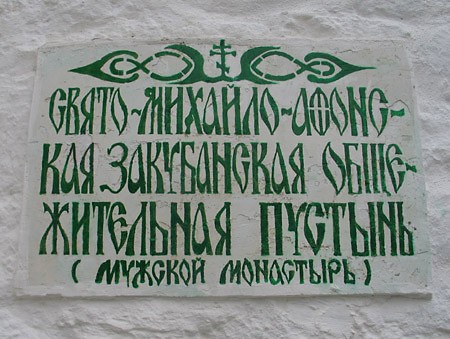 СВЯТО-МИХАЙЛО-АФОНС-
КАЯ ЗАКУБАНСКАЯ ОБЩЕ-
ЖИТЕЛЬНАЯ ПУСТЫНЬ
(МУЖСКОЙ МОНАСТЫРЬ)